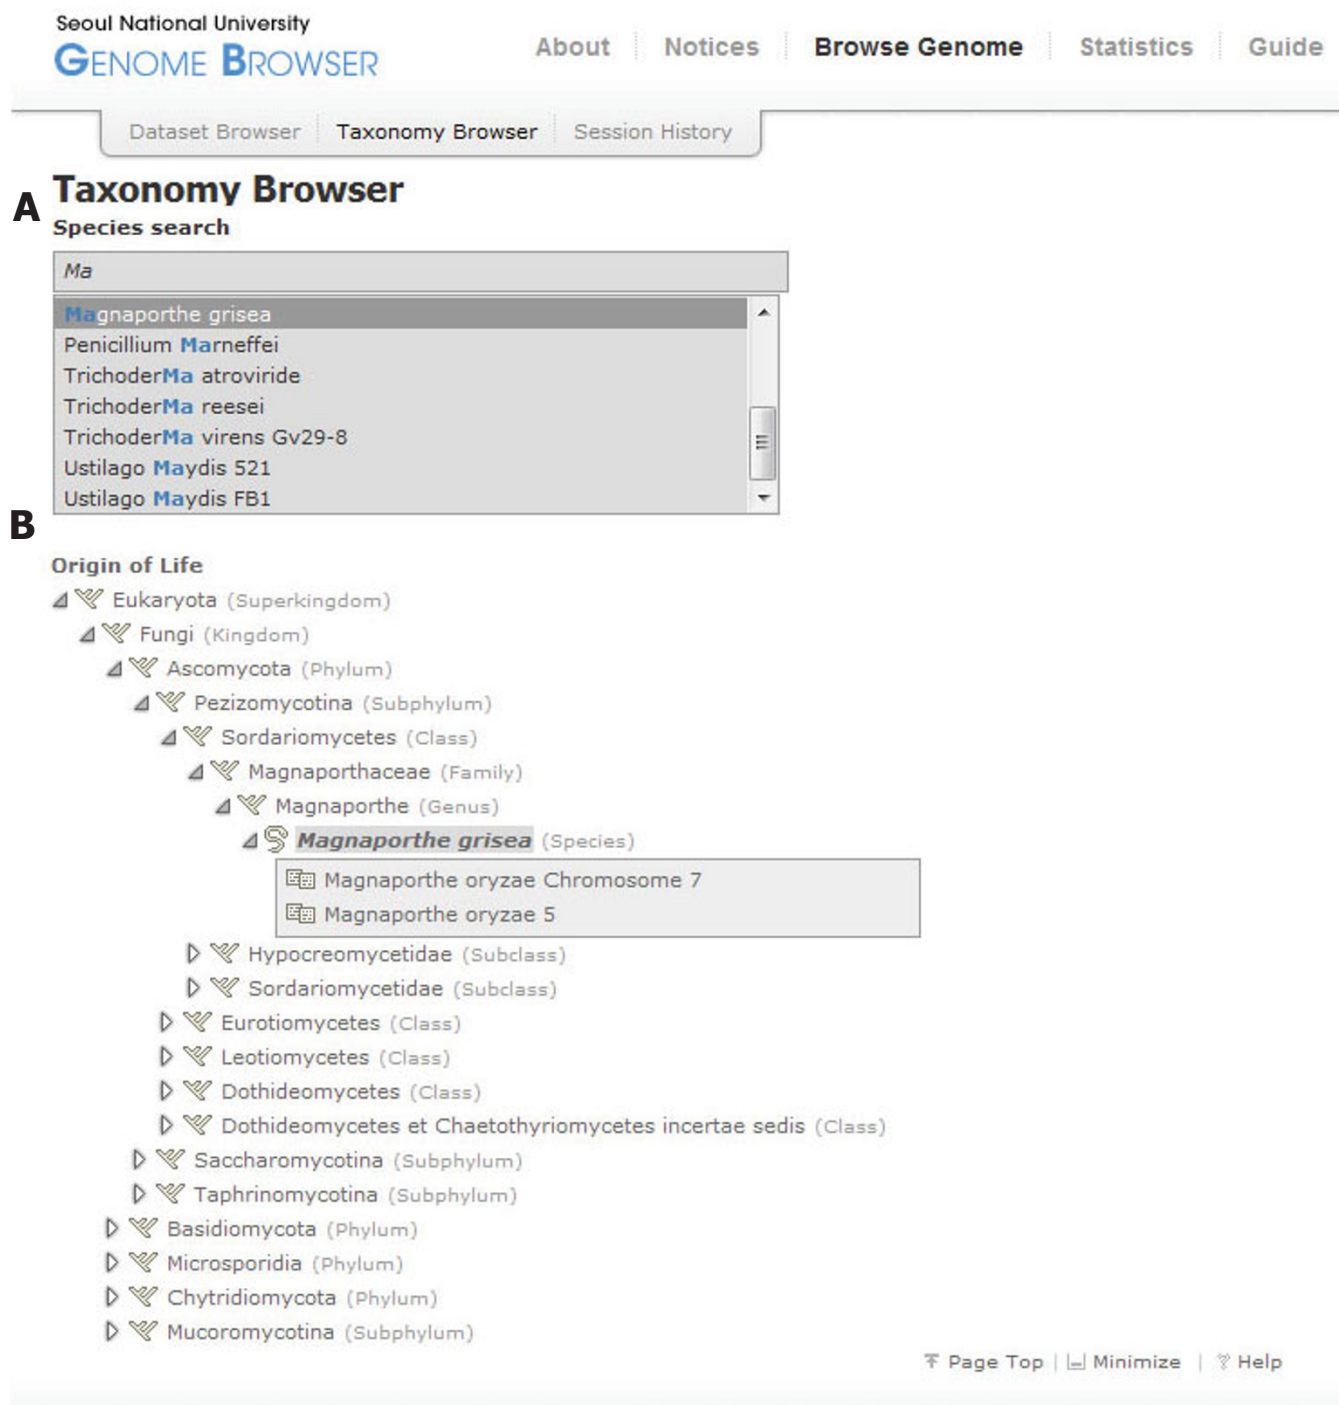 Seoul National University
GENOME BROWSER
About Notices Browse Genome Statistics Guide
Dataset Browser Taxonomy Browser Session History
A
Taxonomy Browser
Species search
Ma
Magnaporthe grisea
Penicillium Marneffei
TrichoderMa atroviride
TrichoderMa reesei
TrichoderMa virens Gv29-8
Ustilago Maydis 521
Ustilago Maydis FB1
B
Origin of Life
Eukaryota (Superkingdom)
Fungi (Kingdom)
Ascomycota (Phylum)
Pezizomycotina (Subphylum)
Sordariomycetes (Class)
Magnaporthaceae (Family)
Magnaporthe (Genus)
Magnaporthe grisea (Species)
Magnaporthe oryzae Chromosome 7
Magnaporthe oryzae 5
Hypocreomycetidae (Subclass)
Sordariomycetidae (Subclass)
Eurotiomycetes (Class)
Leotiomycetes (Class)
Dothideomycetes (Class)
Dothideomycetes et Chaetothyriomycetes incertae sedis (Class)
Saccharomycotina (Subphylum)
Taphrinomycotina (Subphylum)
Basidiomycota (Phylum)
Microsporidia (Phylum)
Chytridiomycota (Phylum)
Mucoromycotina (Subphylum)
Page Top | Minimize | ? Help